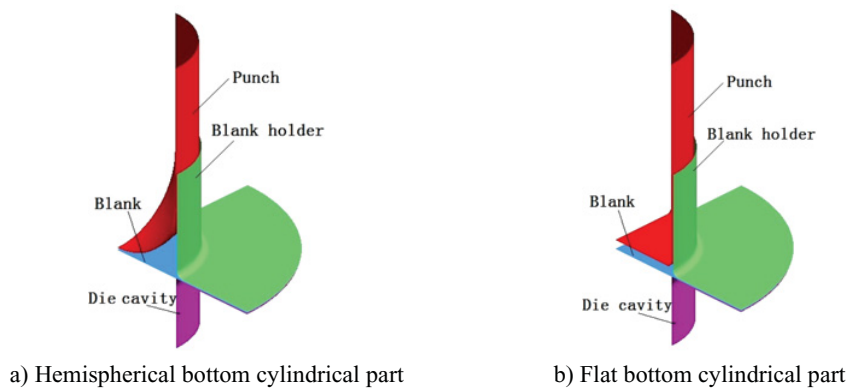 Punch
Blank holder
Blank
Die cavity
a) Hemispherical bottom cylindrical part
Punch
Blank holder
Blank
Die cavity
b) Flat bottom cylindrical part